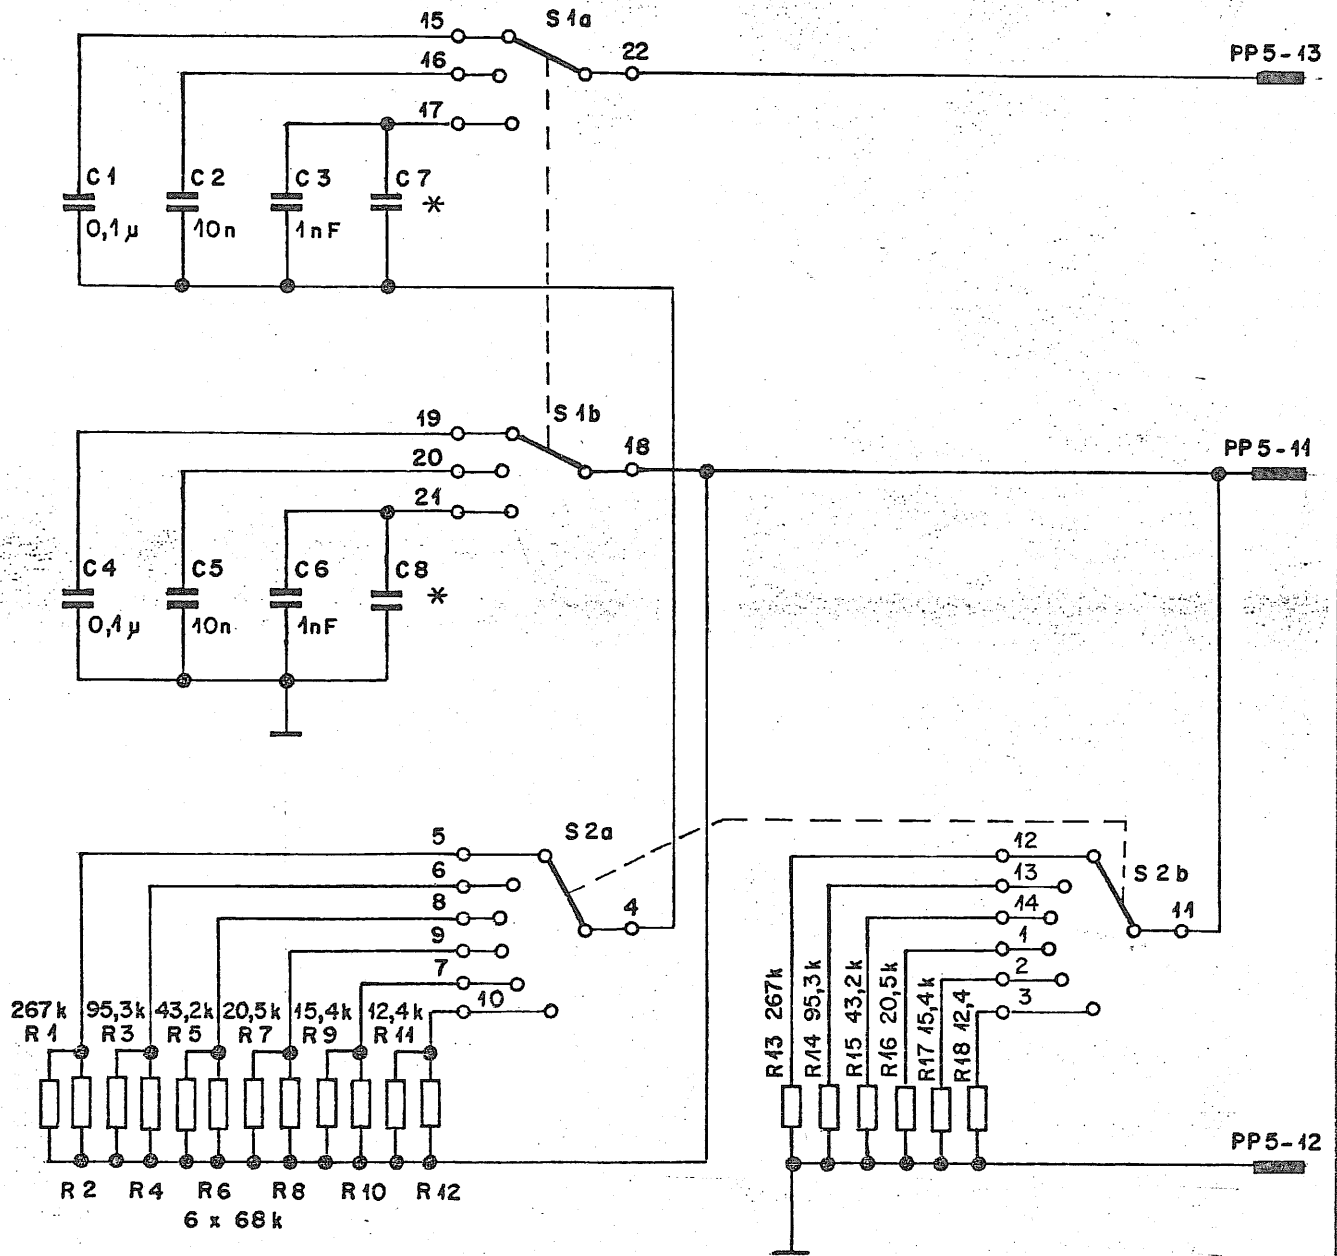 15
S1a
16
22
PP5-13
17
C1
C2
C3
C7
*
0,1µ
10n
1nF
19
S1b
20
18
PP5-11
21
C4
C5
C6
C8
*
0,1µ
10n
1nF
5
S2a
12
6
13
S2b
8
4
14
11
9
1
7
2
10
3
267k 95,3k 43,2k 20,5k 15,4k 12,4k
R1 R3 R5 R7 R9 R11
R13 267k
R14 95,3k
R15 43,2k
R16 20,5k
R17 15,4k
R18 12,4
PP5-12
R2 R4 R6 R8 R10 R12
6 x 68k